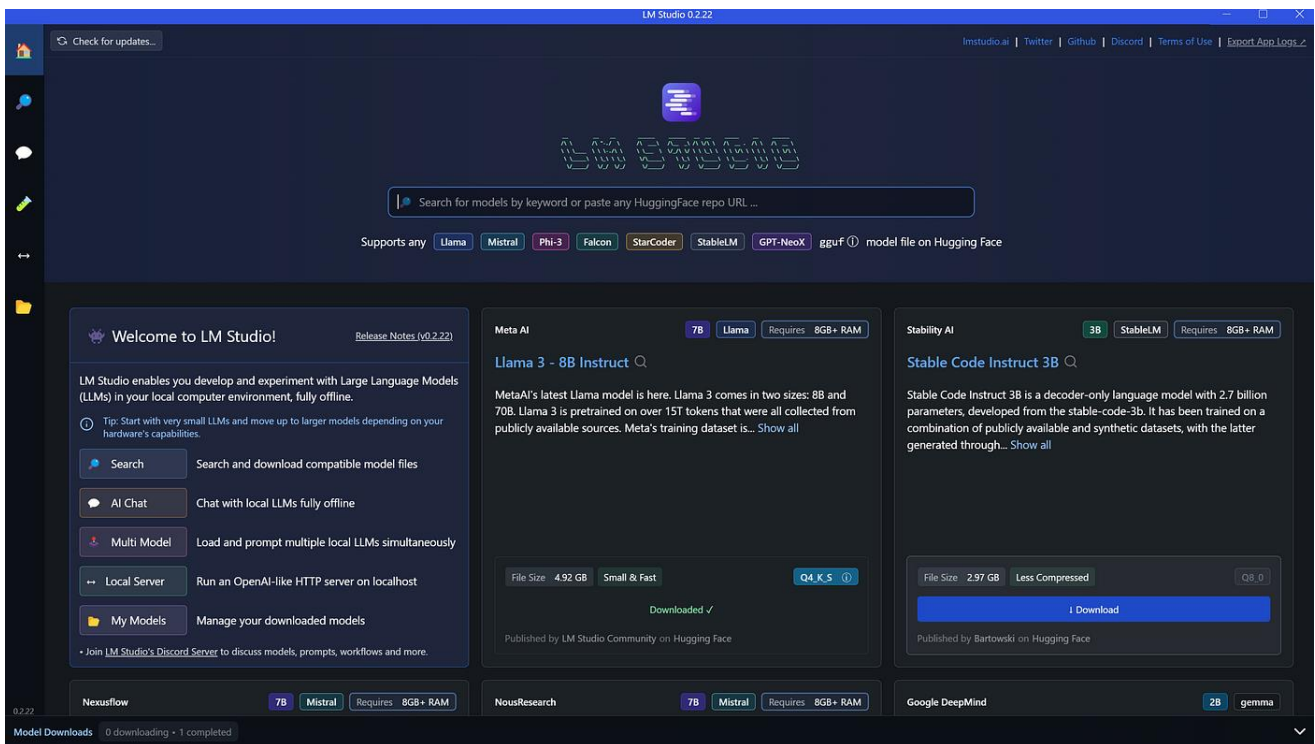 LM Studio 0.2.22
Check for updates...
lmstudio.ai | Twitter | Github | Discord | Terms of Use | Export App Logs ↗
LM STUDIO
Search for models by keyword or paste any HuggingFace repo URL ...
Supports any Llama Mistral Phi-3 Falcon StarCoder StableLM GPT-NeoX gguf ⓘ model file on Hugging Face
Welcome to LM Studio!
Release Notes (v0.2.22)
LM Studio enables you develop and experiment with Large Language Models
(LLMs) in your local computer environment, fully offline.
Tip: Start with very small LLMs and move up to larger models depending on your
hardware's capabilities.
Search Search and download compatible model files
AI Chat Chat with local LLMs fully offline
Multi Model Load and prompt multiple local LLMs simultaneously
↔ Local Server Run an OpenAI-like HTTP server on localhost
My Models Manage your downloaded models
• Join LM Studio's Discord Server to discuss models, prompts, workflows and more.
Meta AI 7B Llama Requires 8GB+ RAM
Llama 3 - 8B Instruct
MetaAI's latest Llama model is here. Llama 3 comes in two sizes: 8B and
70B. Llama 3 is pretrained on over 15T tokens that were all collected from
publicly available sources. Meta's training dataset is... Show all
File Size 4.92 GB Small & Fast Q4_K_S ⓘ
Downloaded ✓
Published by LM Studio Community on Hugging Face
Stability AI 3B StableLM Requires 8GB+ RAM
Stable Code Instruct 3B
Stable Code Instruct 3B is a decoder-only language model with 2.7 billion
parameters, developed from the stable-code-3b. It has been trained on a
combination of publicly available and synthetic datasets, with the latter
generated through... Show all
File Size 2.97 GB Less Compressed Q8_0
↓ Download
Published by Bartowski on Hugging Face
Nexusflow 7B Mistral Requires 8GB+ RAM
NousResearch 7B Mistral Requires 8GB+ RAM
Google DeepMind 2B gemma
0.2.22
Model Downloads 0 downloading • 1 completed